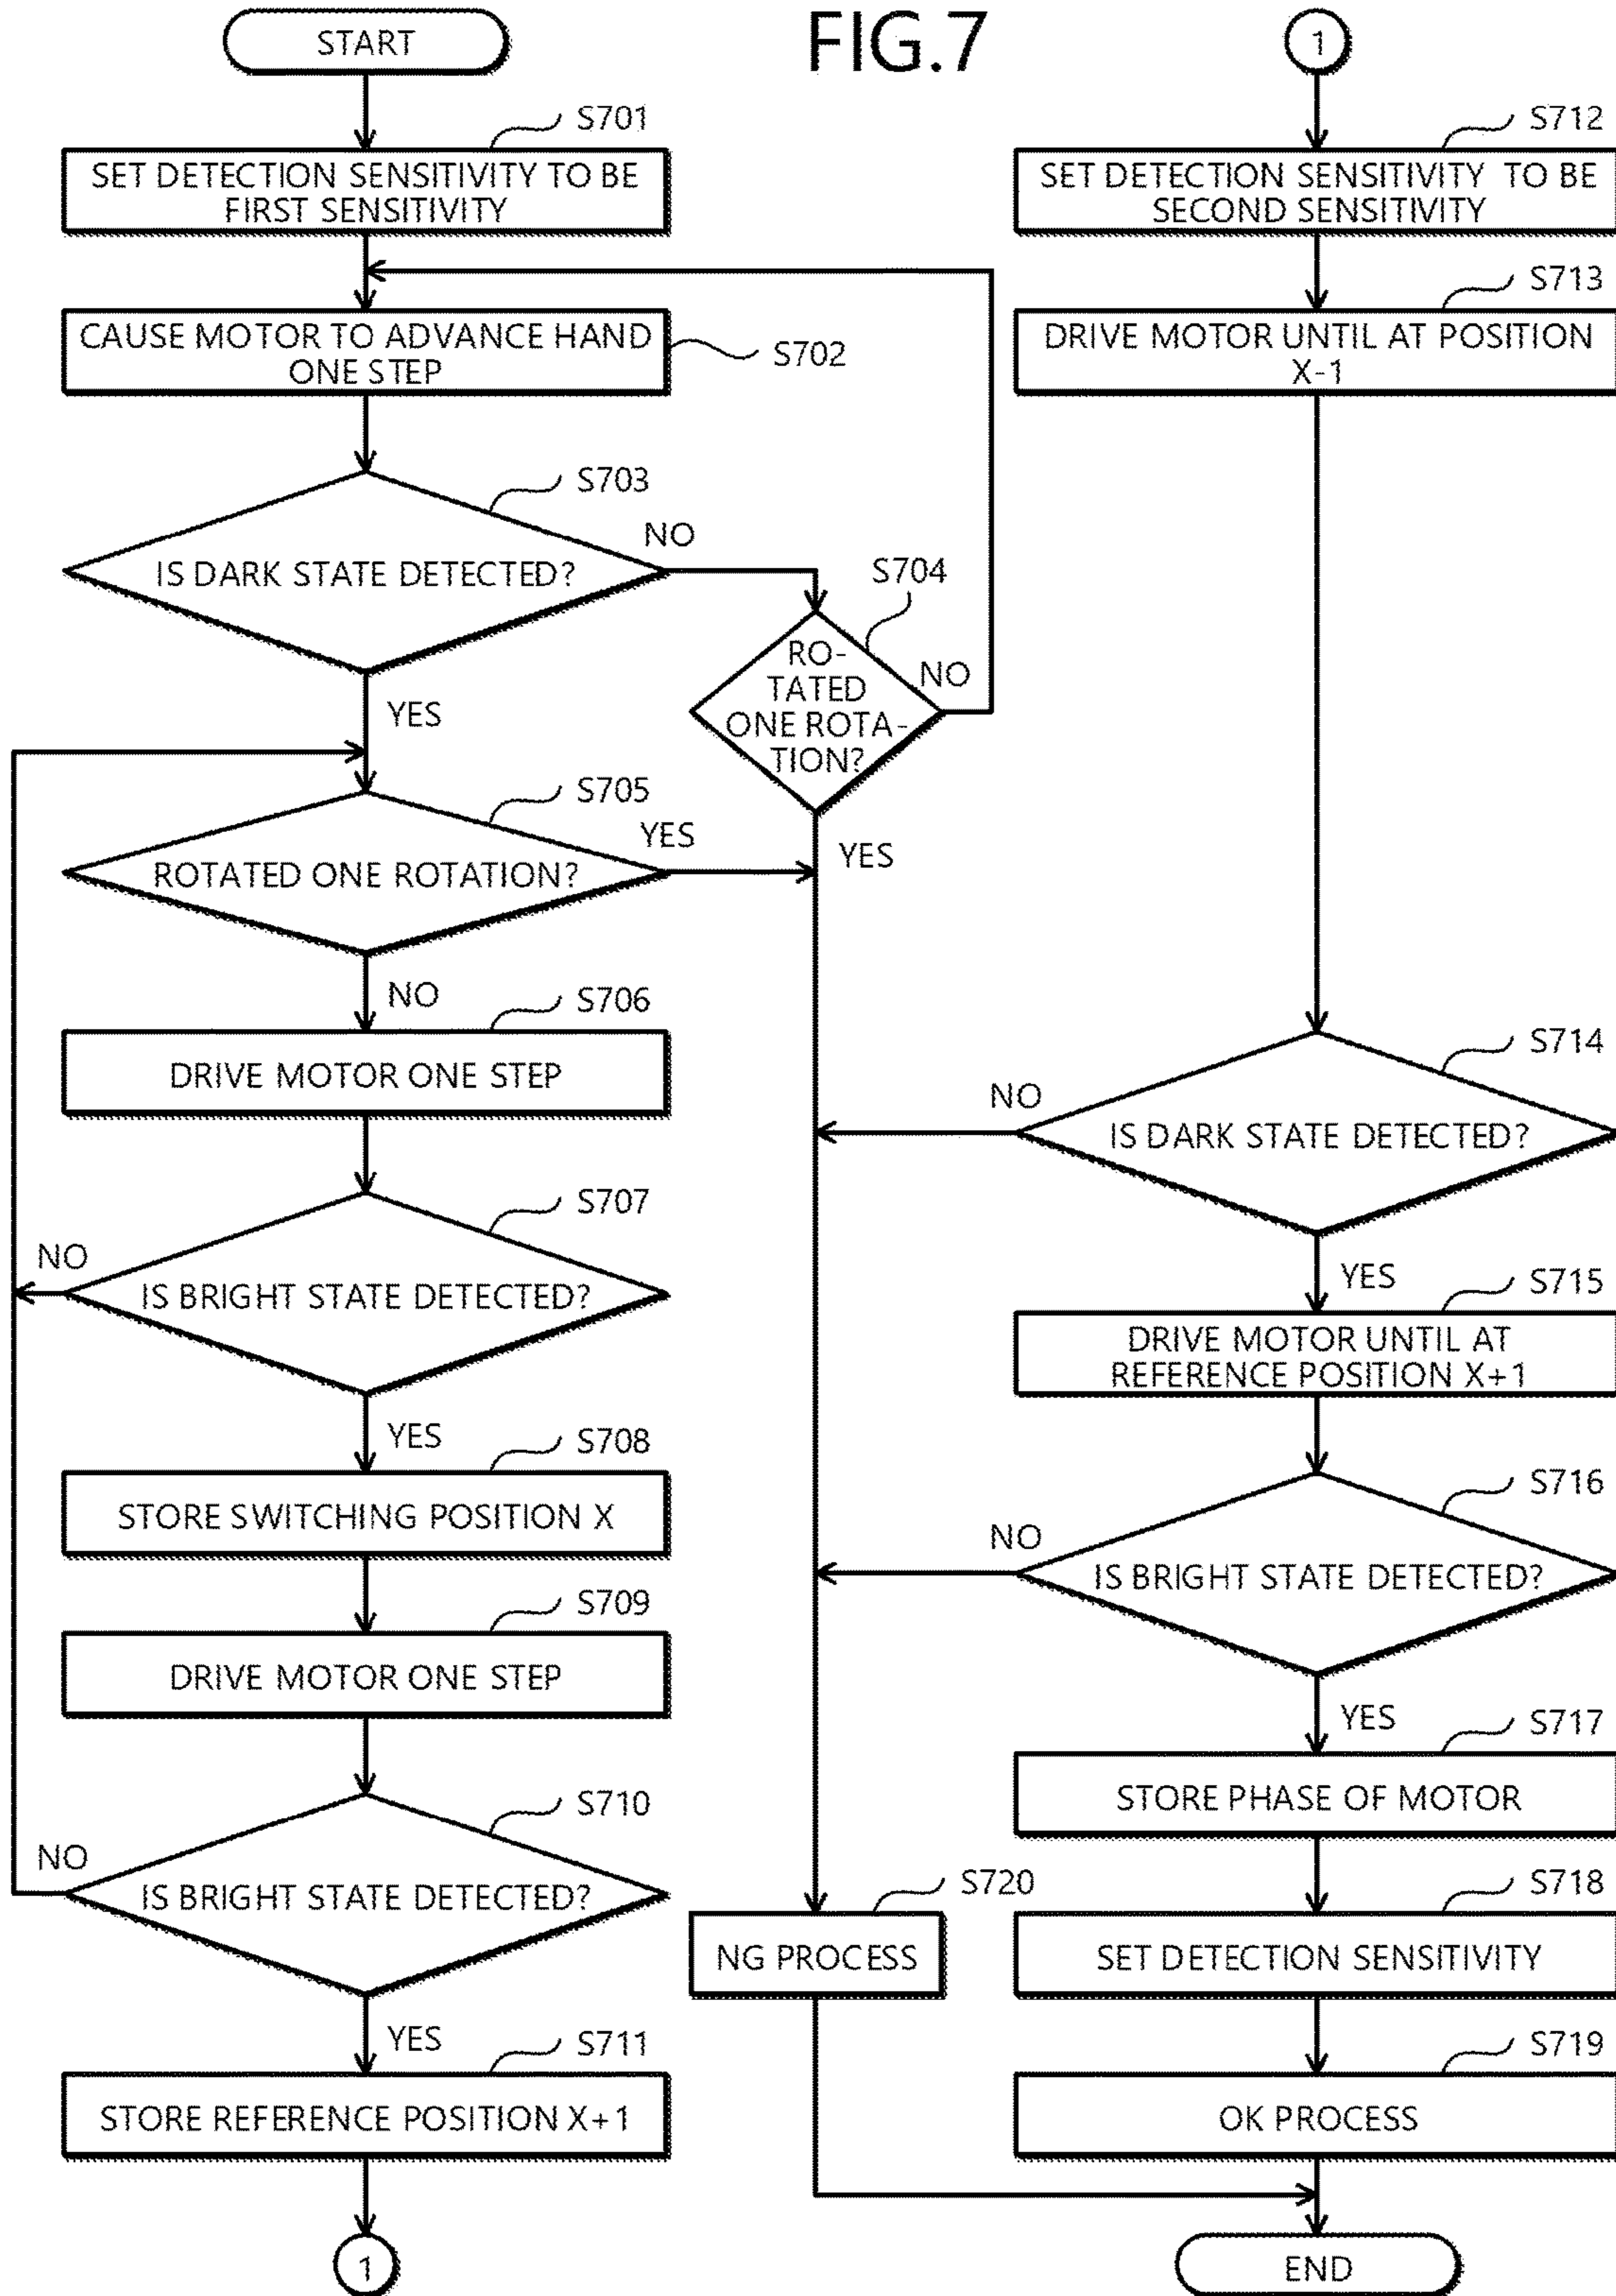 FIG.7
START
S701
SET DETECTION SENSITIVITY TO BE
FIRST SENSITIVITY
CAUSE MOTOR TO ADVANCE HAND
ONE STEP
S702
S703
IS DARK STATE DETECTED?
NO
YES
S704
RO-
TATED
ONE ROTA-
TION?
NO
YES
S705
ROTATED ONE ROTATION?
YES
NO
S706
DRIVE MOTOR ONE STEP
S707
NO
IS BRIGHT STATE DETECTED?
YES
S708
STORE SWITCHING POSITION X
S709
DRIVE MOTOR ONE STEP
S710
NO
IS BRIGHT STATE DETECTED?
YES
S711
STORE REFERENCE POSITION X+1
1
1
S712
SET DETECTION SENSITIVITY TO BE
SECOND SENSITIVITY
S713
DRIVE MOTOR UNTIL AT POSITION
X-1
S714
NO
IS DARK STATE DETECTED?
YES
S715
DRIVE MOTOR UNTIL AT
REFERENCE POSITION X+1
S716
NO
IS BRIGHT STATE DETECTED?
YES
S717
STORE PHASE OF MOTOR
S718
SET DETECTION SENSITIVITY
S719
OK PROCESS
S720
NG PROCESS
END